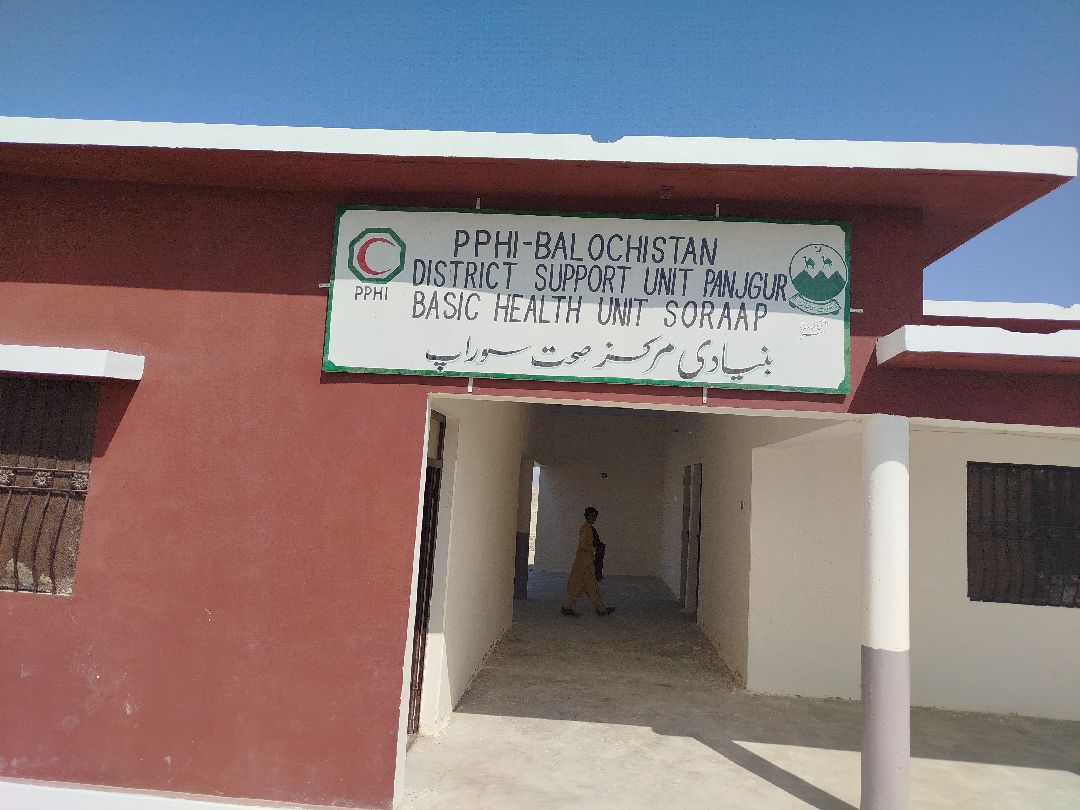 PPHI-BALOCHISTAN
DISTRICT SUPPORT UNIT PANJGUR
BASIC HEALTH UNIT SORAAP
بنیادی مرکز صحت سوراپ
PPHI